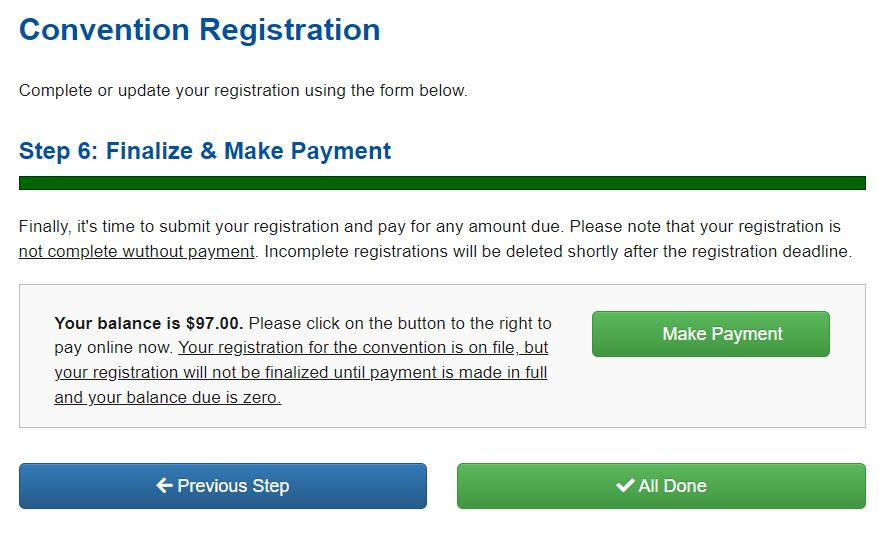 Convention Registration
Complete or update your registration using the form below.
Step 6: Finalize & Make Payment
Finally, it's time to submit your registration and pay for any amount due. Please note that your registration is
not complete wuthout payment. Incomplete registrations will be deleted shortly after the registration deadline.
Your balance is $97.00. Please click on the button to the right to
pay online now. Your registration for the convention is on file, but
your registration will not be finalized until payment is made in full
and your balance due is zero.
Make Payment
Previous Step
All Done